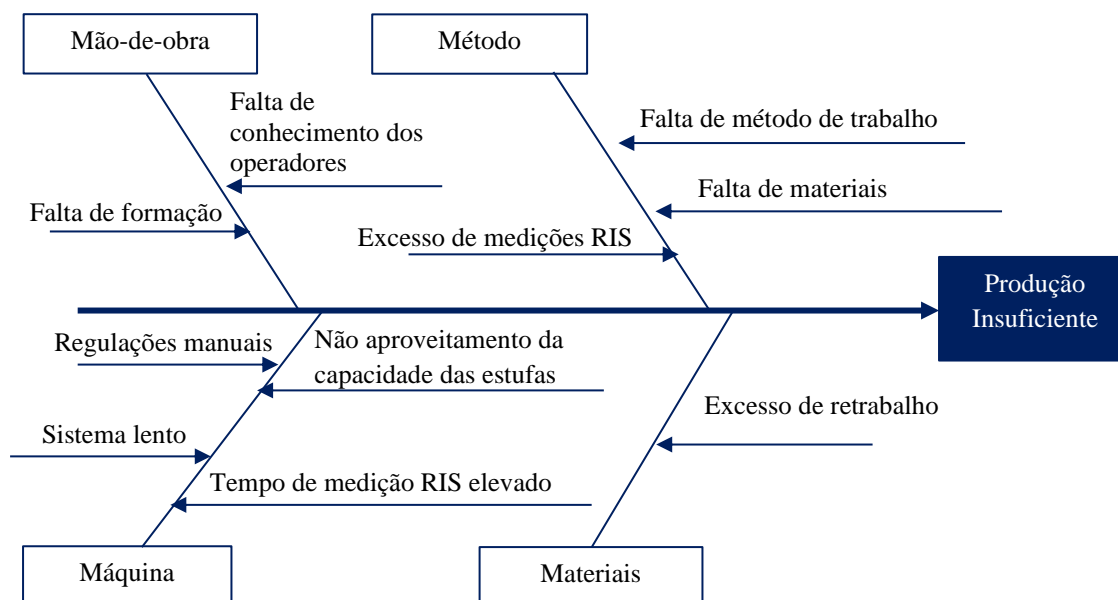 Mão-de-obra
Método
Falta de
conhecimento dos
operadores
Falta de formação
Falta de método de trabalho
Falta de materiais
Excesso de medições RIS
Produção
Insuficiente
Regulações manuais
Não aproveitamento da
capacidade das estufas
Sistema lento
Tempo de medição RIS elevado
Excesso de retrabalho
Máquina
Materiais